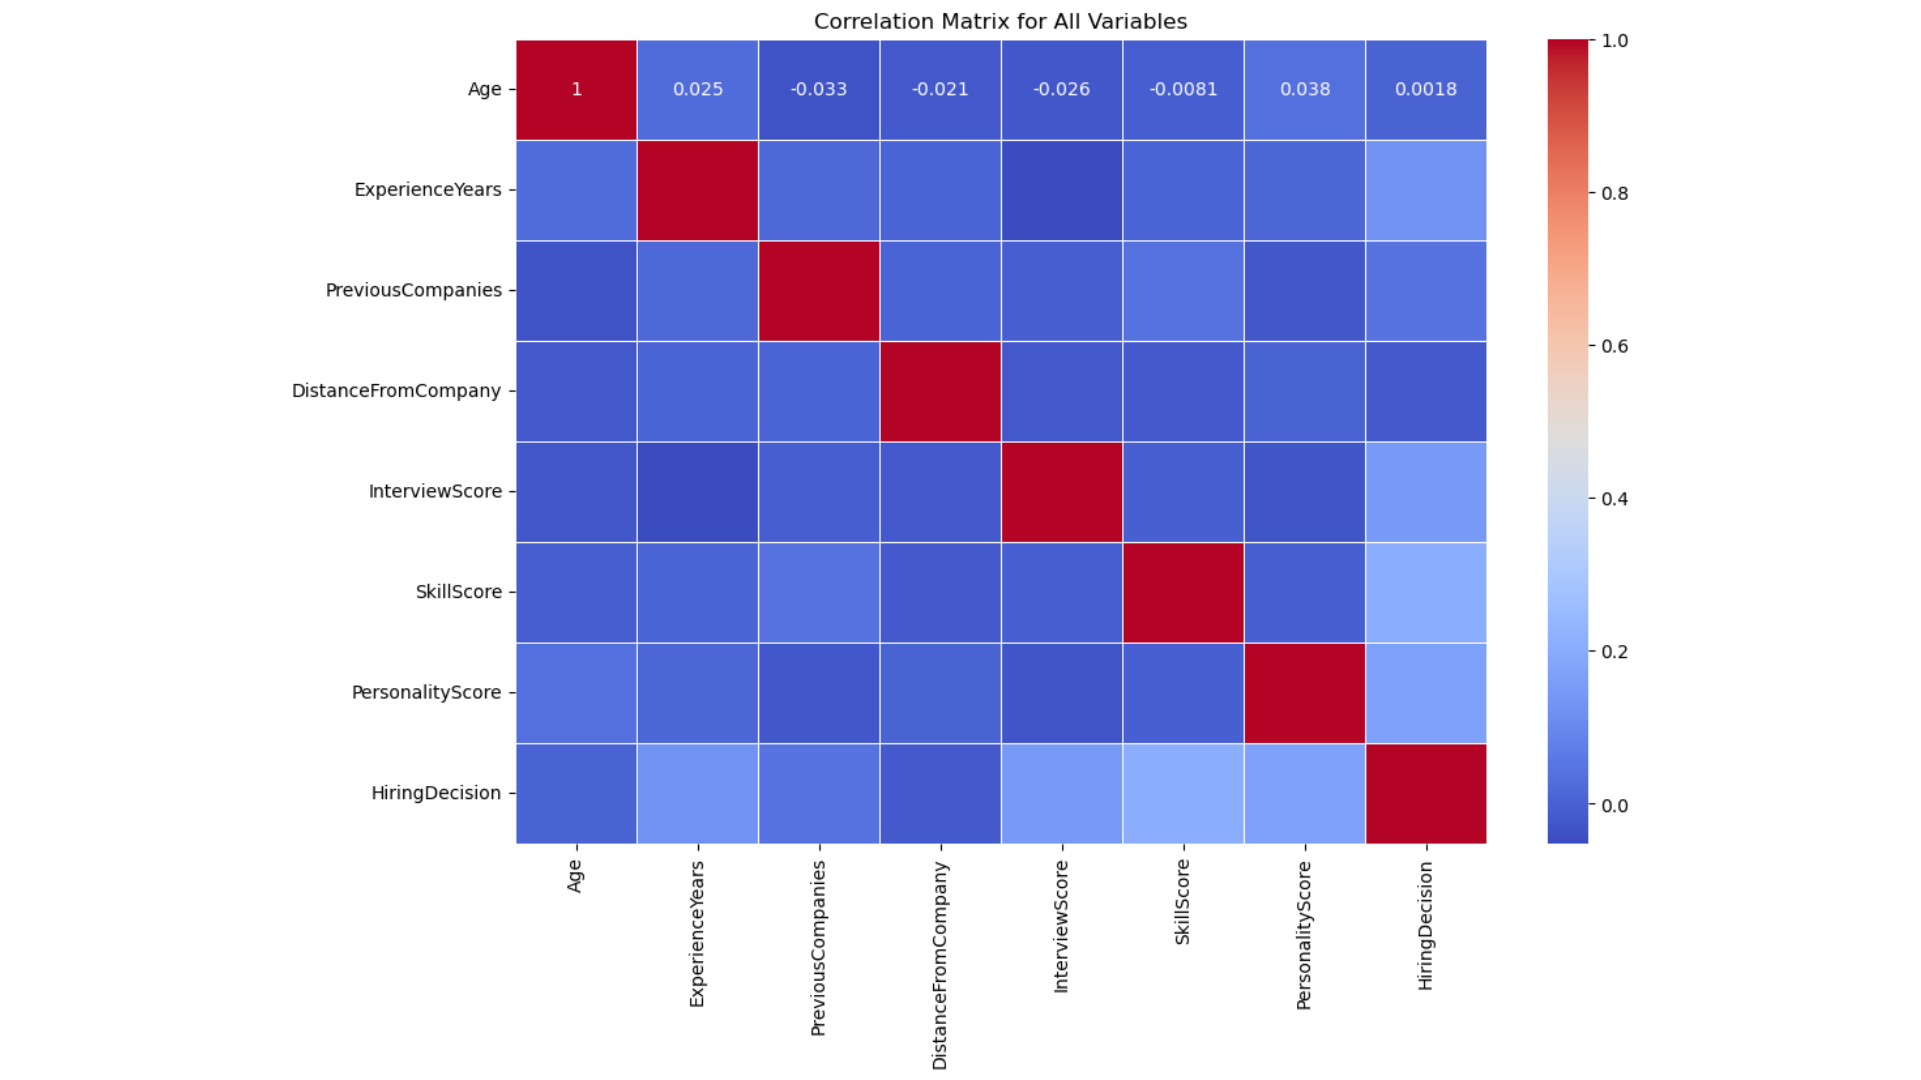 Correlation Matrix for All Variables
Age
1 0.025 -0.033 -0.021 -0.026 -0.0081 0.038 0.0018
ExperienceYears
PreviousCompanies
DistanceFromCompany
InterviewScore
SkillScore
PersonalityScore
HiringDecision
Age
ExperienceYears
PreviousCompanies
DistanceFromCompany
InterviewScore
SkillScore
PersonalityScore
HiringDecision
1.0
0.8
0.6
0.4
0.2
0.0